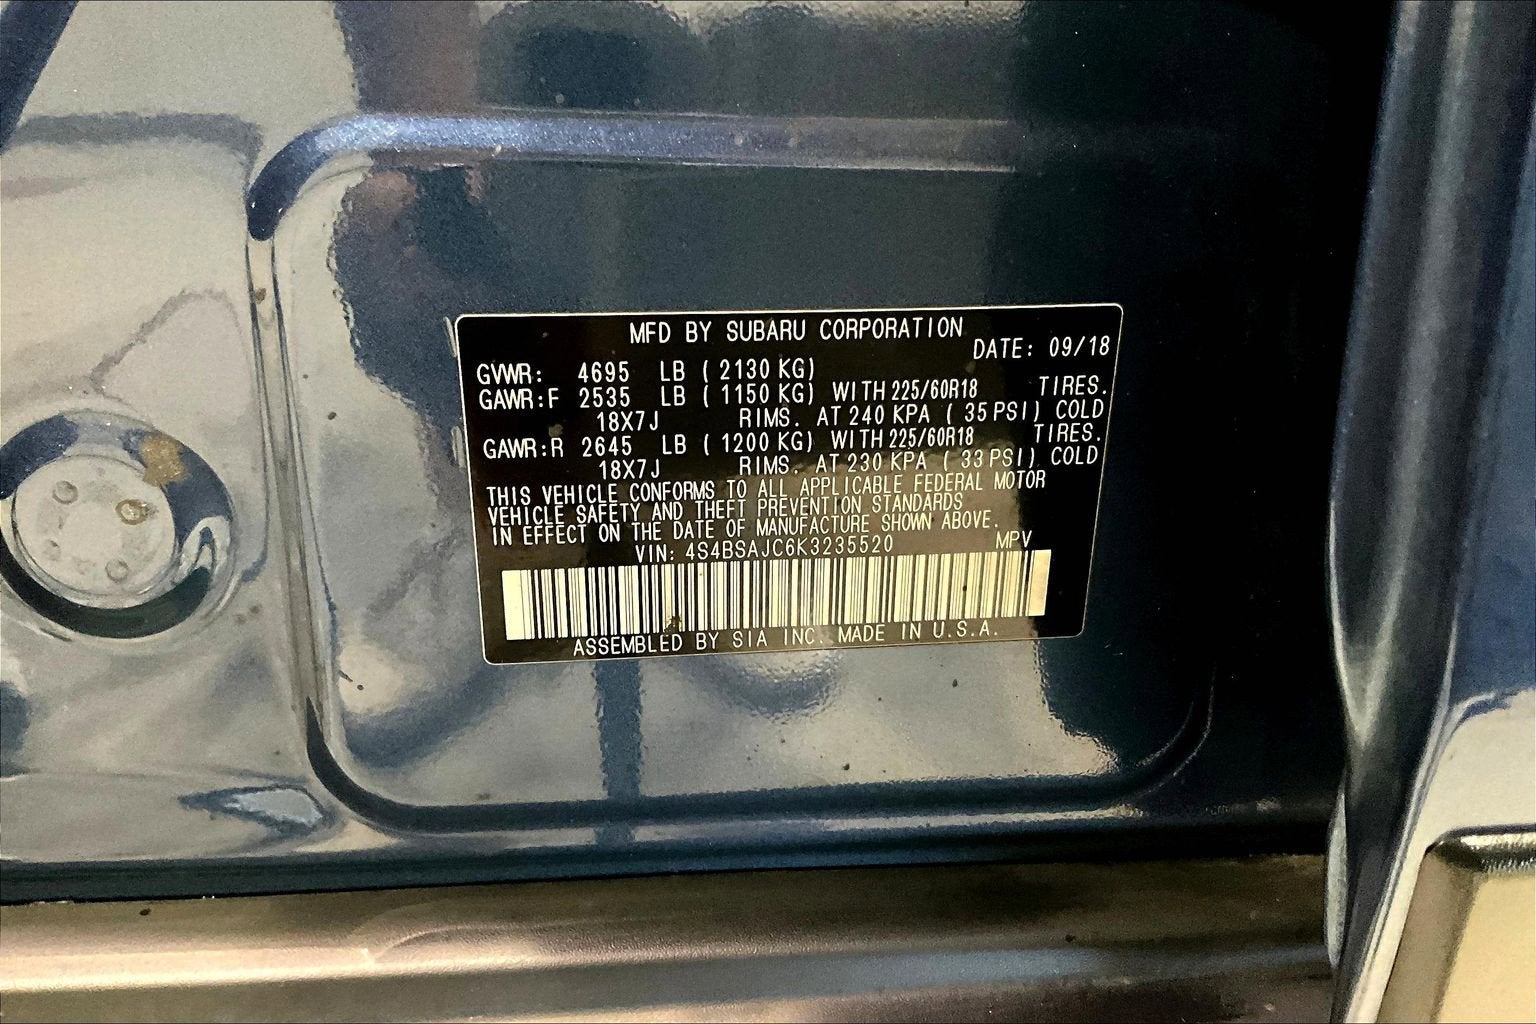 MFD BY SUBARU CORPORATION
DATE: 09/18
GVWR: 4695 LB ( 2130 KG)
GAWR:F 2535 LB ( 1150 KG) WITH 225/60R18 TIRES.
18X7J RIMS. AT 240 KPA ( 35 PSI) COLD
GAWR:R 2645 LB ( 1200 KG) WITH 225/60R18 TIRES.
18X7J RIMS. AT 230 KPA ( 33 PSI) COLD
THIS VEHICLE CONFORMS TO ALL APPLICABLE FEDERAL MOTOR
VEHICLE SAFETY AND THEFT PREVENTION STANDARDS
IN EFFECT ON THE DATE OF MANUFACTURE SHOWN ABOVE.
VIN: 4S4BSAJC6K3235520 MPV
ASSEMBLED BY SIA INC. MADE IN U.S.A.